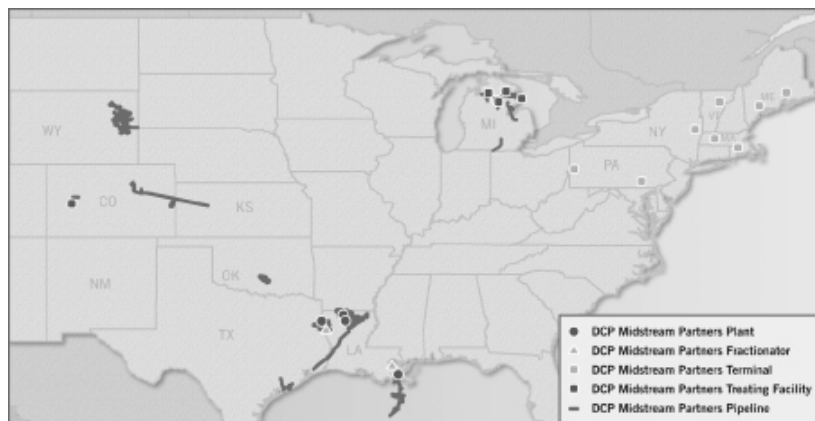 WY
MI
ME
VT
NY
MA
PA
CO
KS
OK
NM
TX
LA
DCP Midstream Partners Plant
DCP Midstream Partners Fractionator
DCP Midstream Partners Terminal
DCP Midstream Partners Treating Facility
DCP Midstream Partners Pipeline